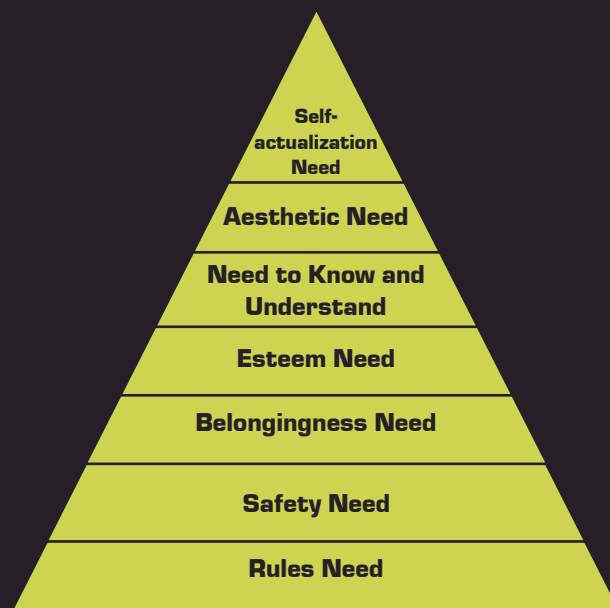 Self-
actualization
Need
Aesthetic Need
Need to Know and
Understand
Esteem Need
Belongingness Need
Safety Need
Rules Need